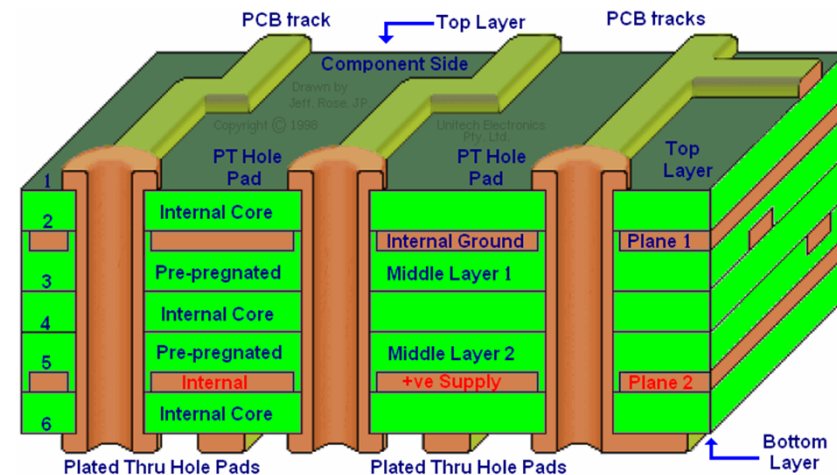 PCB track
Top Layer
PCB tracks
Component Side
Drawn by
Jeff. Rose. JP.
Copyright © 1998
Unitech Electronics
Pty. Ltd.
PT Hole
Pad
PT Hole
Pad
Top
Layer
1
2
Internal Core
Internal Ground
Plane 1
3
Pre-pregnated
Middle Layer 1
4
Internal Core
5
Pre-pregnated
Middle Layer 2
Internal
+ve Supply
Plane 2
6
Internal Core
Bottom
Layer
Plated Thru Hole Pads
Plated Thru Hole Pads